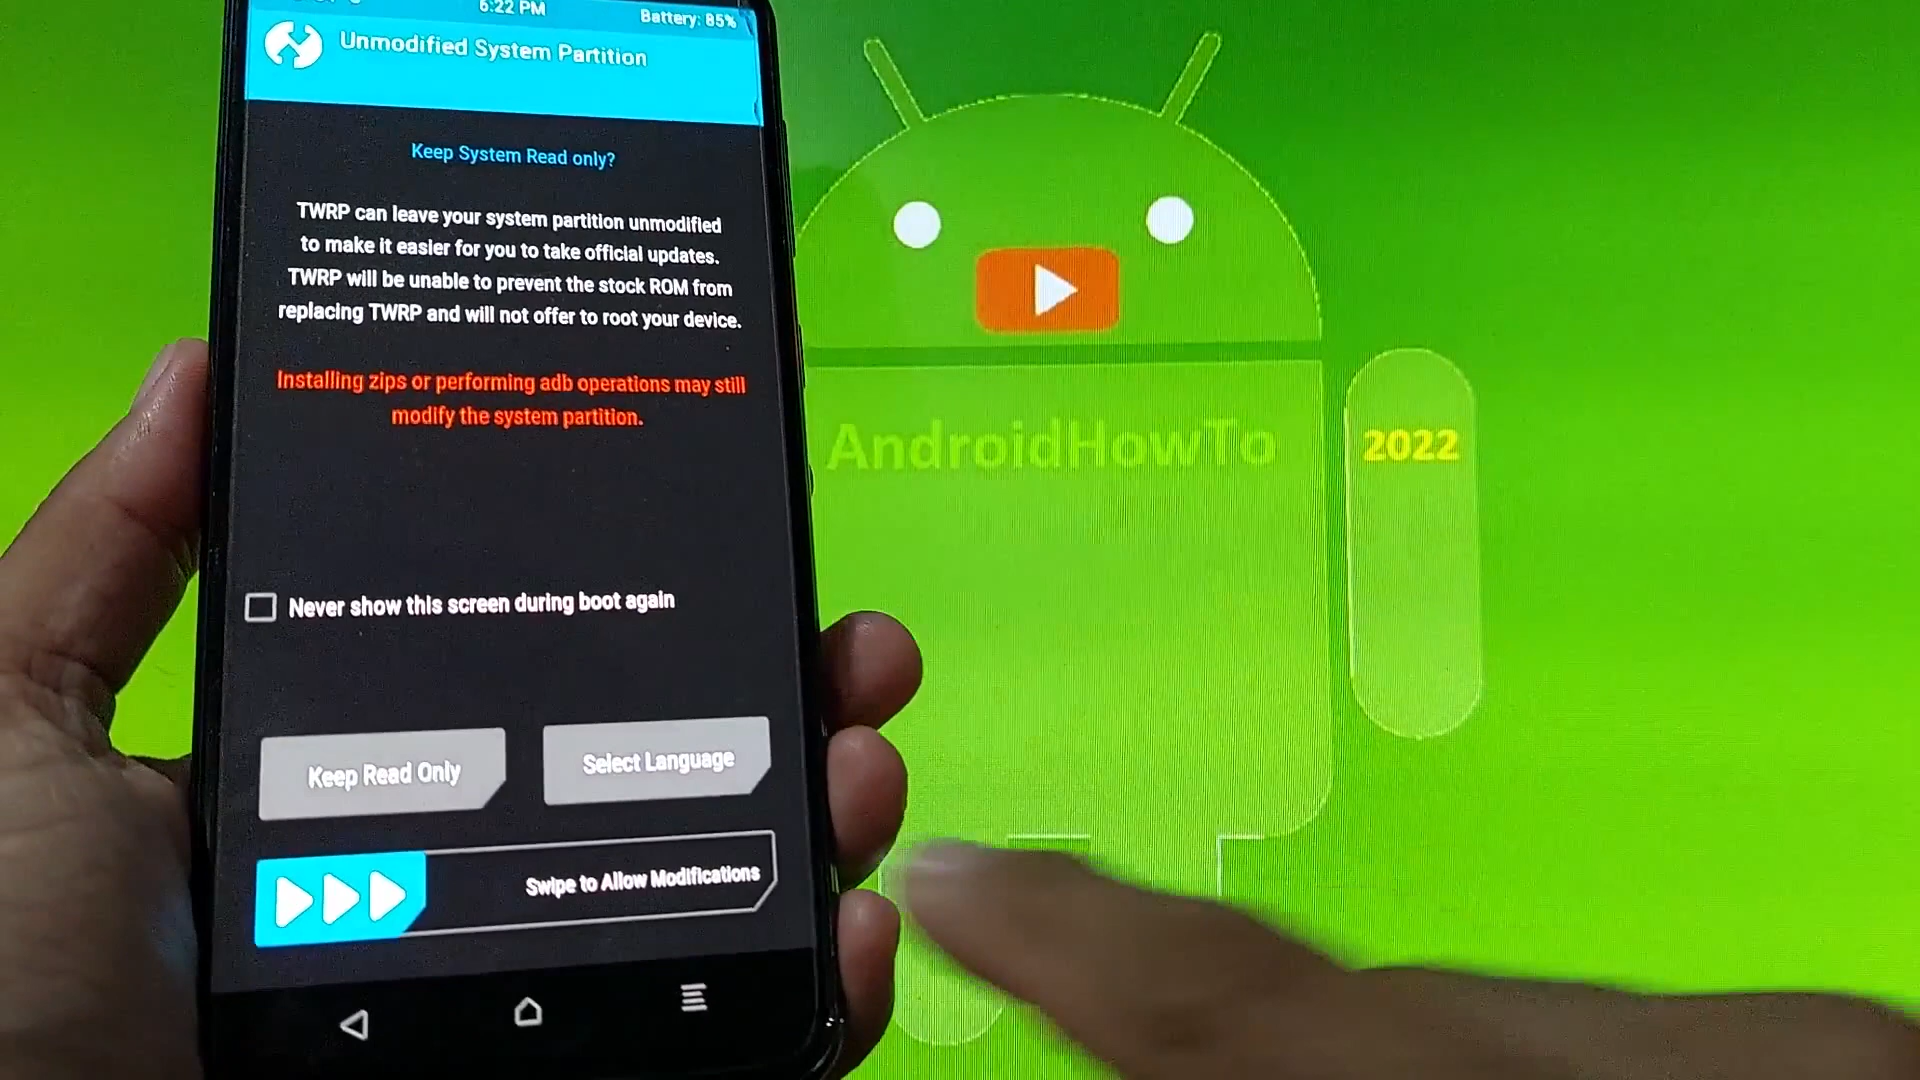 6:22 PM
Battery: 85%
Unmodified System Partition
Keep System Read only?
TWRP can leave your system partition unmodified
to make it easier for you to take official updates.
TWRP will be unable to prevent the stock ROM from
replacing TWRP and will not offer to root your device.
Installing zips or performing adb operations may still
modify the system partition.
Never show this screen during boot again
Keep Read Only
Select Language
Swipe to Allow Modifications
AndroidHowTo
2022